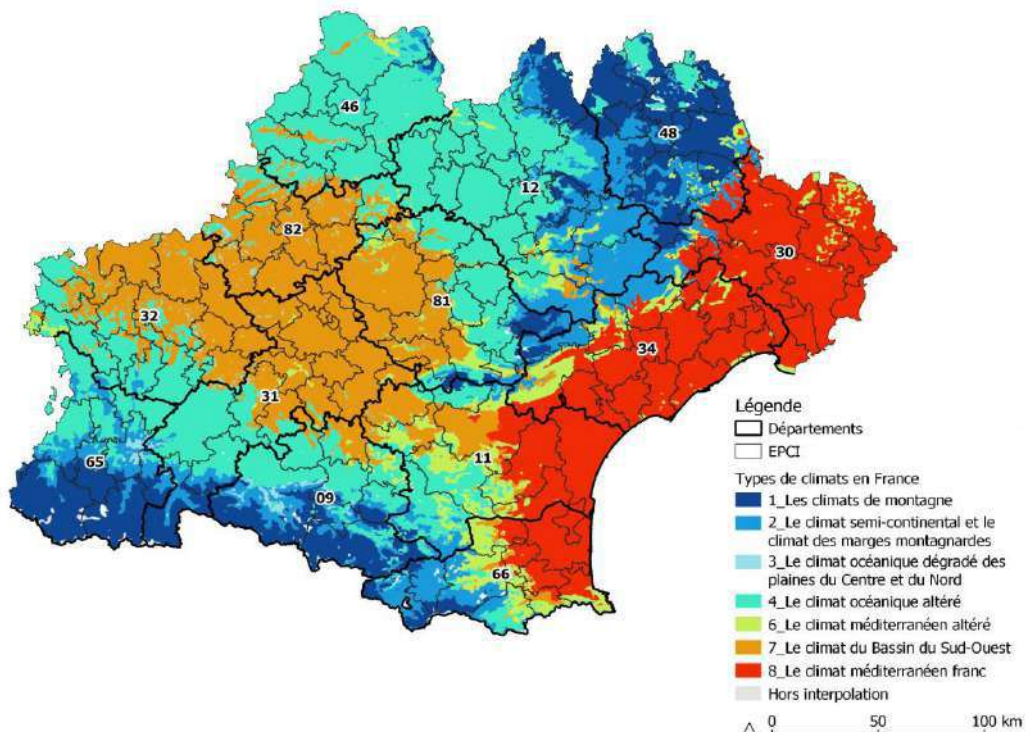 46
48
12
82
30
81
32
34
31
11
65
09
66
Légende
Départements
EPCI
Types de climats en France
1_Les climats de montagne
2_Le climat semi-continental et le
climat des marges montagnardes
3_Le climat océanique dégradé des
plaines du Centre et du Nord
4_Le climat océanique altéré
6_Le climat méditerranéen altéré
7_Le climat du Bassin du Sud-Ouest
8_Le climat méditerranéen franc
Hors interpolation
0 50 100 km